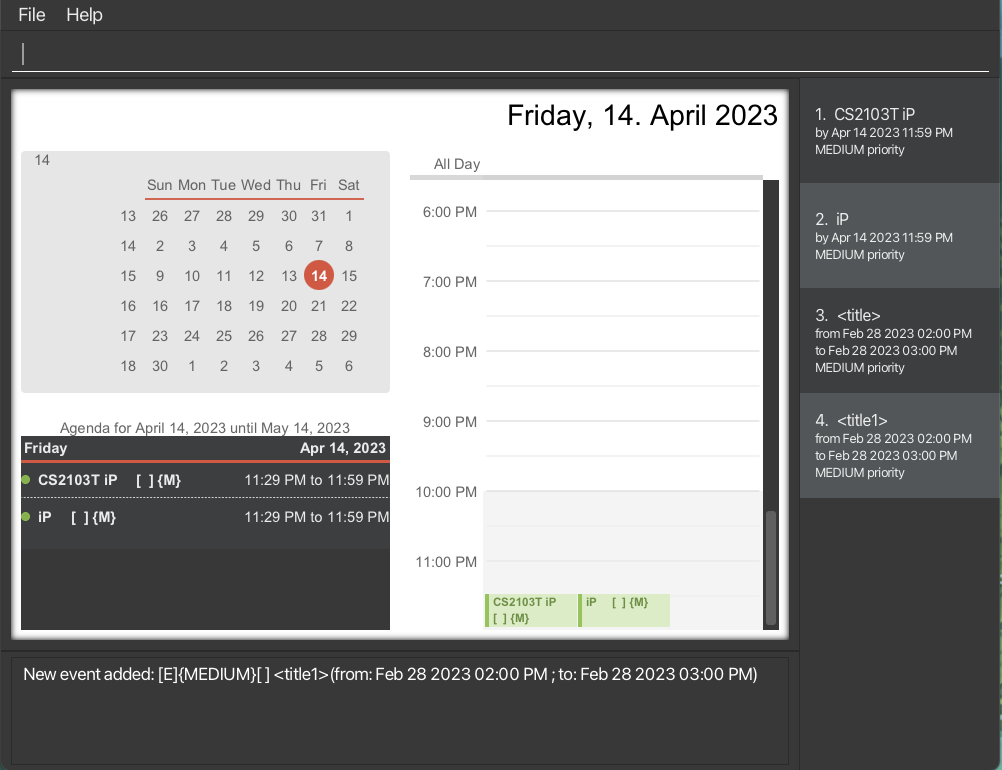 File Help
Friday, 14. April 2023
14
Sun Mon Tue Wed Thu Fri Sat
13 26 27 28 29 30 31 1
14 2 3 4 5 6 7 8
15 9 10 11 12 13 14 15
16 16 17 18 19 20 21 22
17 23 24 25 26 27 28 29
18 30 1 2 3 4 5 6
Agenda for April 14, 2023 until May 14, 2023
Friday Apr 14, 2023
CS2103T iP [ ] {M} 11:29 PM to 11:59 PM
iP [ ] {M} 11:29 PM to 11:59 PM
All Day
6:00 PM
7:00 PM
8:00 PM
9:00 PM
10:00 PM
11:00 PM
CS2103T iP
[ ] {M}
iP [ ] {M}
1. CS2103T iP
by Apr 14 2023 11:59 PM
MEDIUM priority
2. iP
by Apr 14 2023 11:59 PM
MEDIUM priority
3. <title>
from Feb 28 2023 02:00 PM
to Feb 28 2023 03:00 PM
MEDIUM priority
4. <title1>
from Feb 28 2023 02:00 PM
to Feb 28 2023 03:00 PM
MEDIUM priority
New event added: [E]{MEDIUM}[ ] <title1>(from: Feb 28 2023 02:00 PM ; to: Feb 28 2023 03:00 PM)